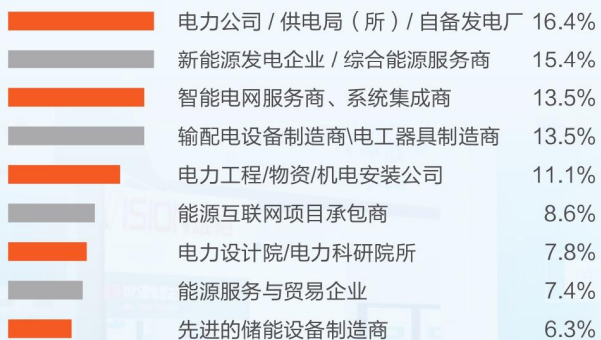 电力公司 / 供电局（所）/ 自备发电厂 16.4%
新能源发电企业 / 综合能源服务商 15.4%
智能电网服务商、系统集成商 13.5%
输配电设备制造商\电工器具制造商 13.5%
电力工程/物资/机电安装公司 11.1%
能源互联网项目承包商 8.6%
电力设计院/电力科研院所 7.8%
能源服务与贸易企业 7.4%
先进的储能设备制造商 6.3%